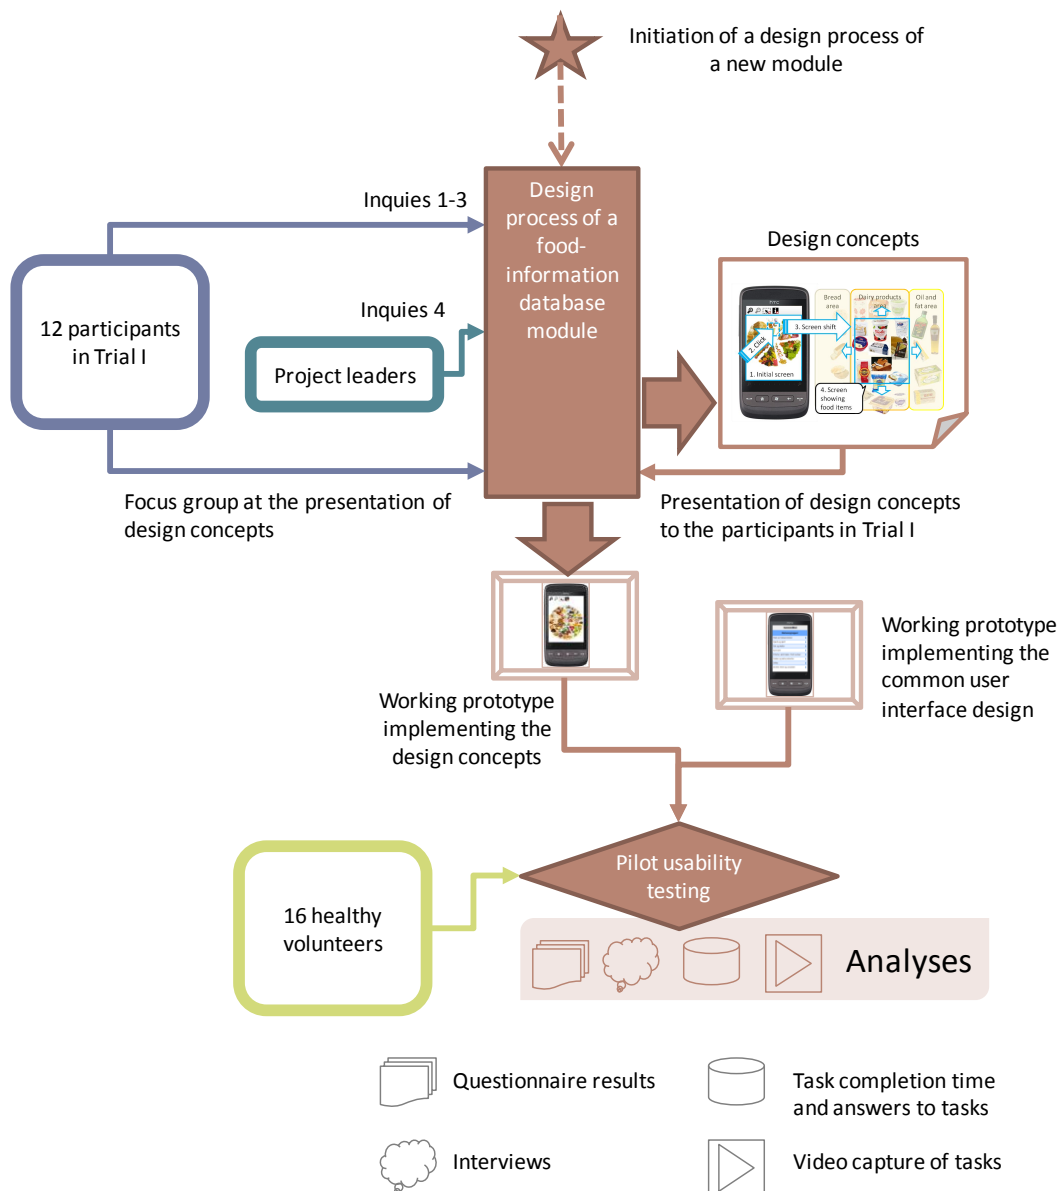 Initiation of a design process of
a new module
Design
process of a
food-
information
database
module
Inquies 1-3
12 participants
in Trial I
Inquies 4
Project leaders
Design concepts
htc
Bread
area
Dairy products
area
Oil and
fat area
3. Screen shift
2. Click
1. Initial screen
4. Screen
showing
food items
Focus group at the presentation of
design concepts
Presentation of design concepts
to the participants in Trial I
Working prototype
implementing the
design concepts
Working prototype
implementing the
common user
interface design
Pilot usability
testing
16 healthy
volunteers
Analyses
Questionnaire results
Task completion time
and answers to tasks
Interviews
Video capture of tasks